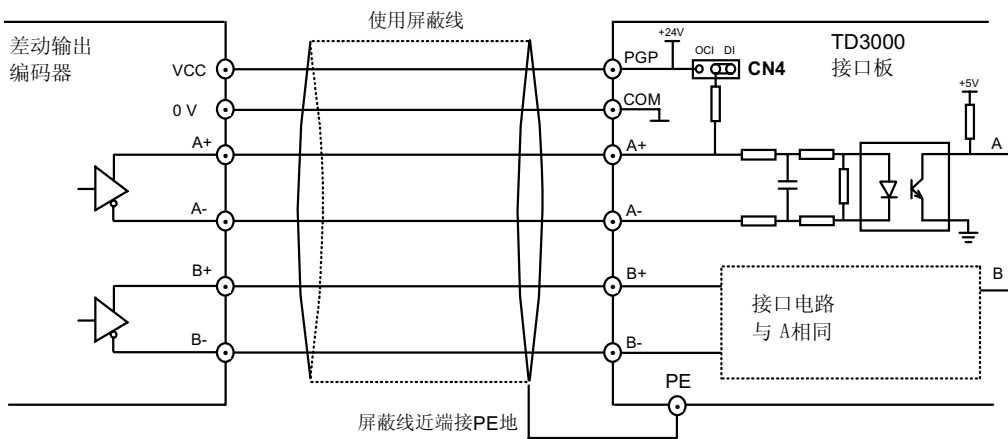 使用屏蔽线
差动输出
编码器
VCC
0 V
A+
A-
B+
B-
PGP
+24V
OCI DI
CN4
COM
A+
A-
B+
B-
TD3000
接口板
+5V
A
B
接口电路
与 A相同
PE
屏蔽线近端接PE地